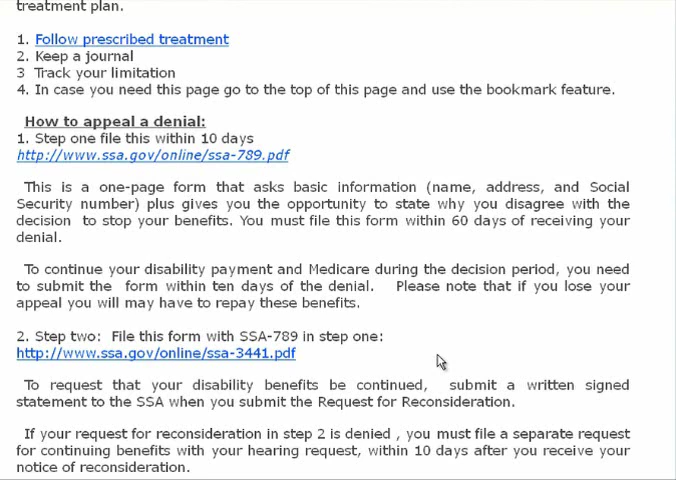 treatment plan.
1. Follow prescribed treatment
2. Keep a journal
3  Track your limitation
4. In case you need this page go to the top of this page and use the bookmark feature.
How to appeal a denial:
1. Step one file this within 10 days
http://www.ssa.gov/online/ssa-789.pdf
This is a one-page form that asks basic information (name, address, and Social
Security number) plus gives you the opportunity to state why you disagree with the
decision  to stop your benefits. You must file this form within 60 days of receiving your
denial.
To continue your disability payment and Medicare during the decision period, you need
to submit the  form within ten days of the denial.   Please note that if you lose your
appeal you will may have to repay these benefits.
2. Step two:  File this form with SSA-789 in step one:
http://www.ssa.gov/online/ssa-3441.pdf
To request that your disability benefits be continued,  submit a written signed
statement to the SSA when you submit the Request for Reconsideration.
If your request for reconsideration in step 2 is denied , you must file a separate request
for continuing benefits with your hearing request, within 10 days after you receive your
notice of reconsideration.